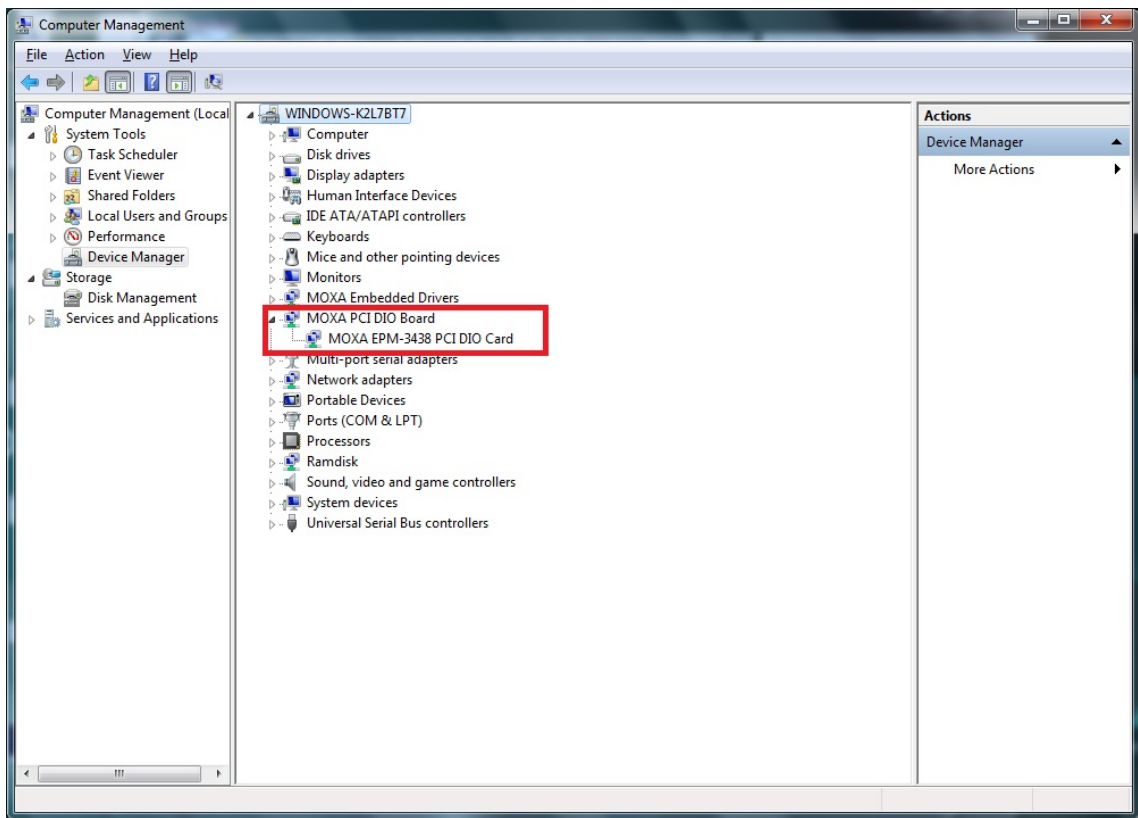 Computer Management
File Action View Help
Computer Management (Local
System Tools
Task Scheduler
Event Viewer
Shared Folders
Local Users and Groups
Performance
Device Manager
Storage
Disk Management
Services and Applications
WINDOWS-K2L7BT7
Computer
Disk drives
Display adapters
Human Interface Devices
IDE ATA/ATAPI controllers
Keyboards
Mice and other pointing devices
Monitors
MOXA Embedded Drivers
MOXA PCI DIO Board
MOXA EPM-3438 PCI DIO Card
Multi-port serial adapters
Network adapters
Portable Devices
Ports (COM & LPT)
Processors
Ramdisk
Sound, video and game controllers
System devices
Universal Serial Bus controllers
Actions
Device Manager
More Actions